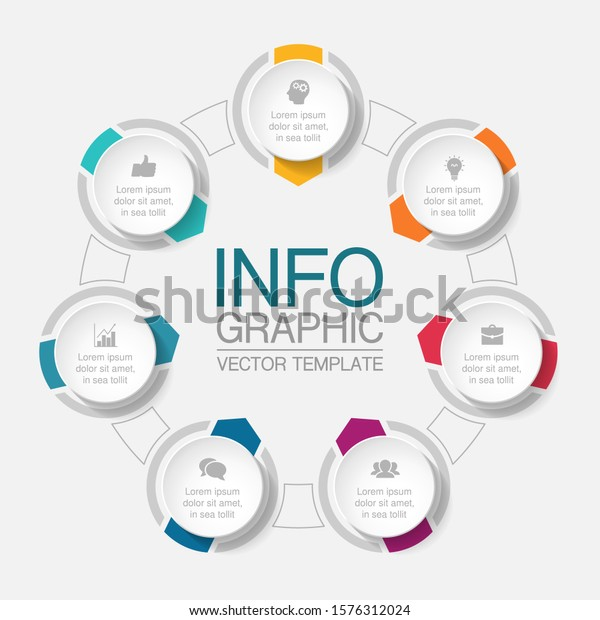 Lorem ipsum
dolor sit amet,
in sea tollit
Lorem ipsum
dolor sit amet,
in sea tollit
Lorem ipsum
dolor sit amet,
in sea tollit
INFO
GRAPHIC
VECTOR TEMPLATE
Lorem ipsum
dolor sit amet,
in sea tollit
Lorem ipsum
dolor sit amet,
in sea tollit
Lorem ipsum
dolor sit amet,
in sea tollit
Lorem ipsum
dolor sit amet,
in sea tollit
shutterstock
IMAGE ID: 1576312024
www.shutterstock.com